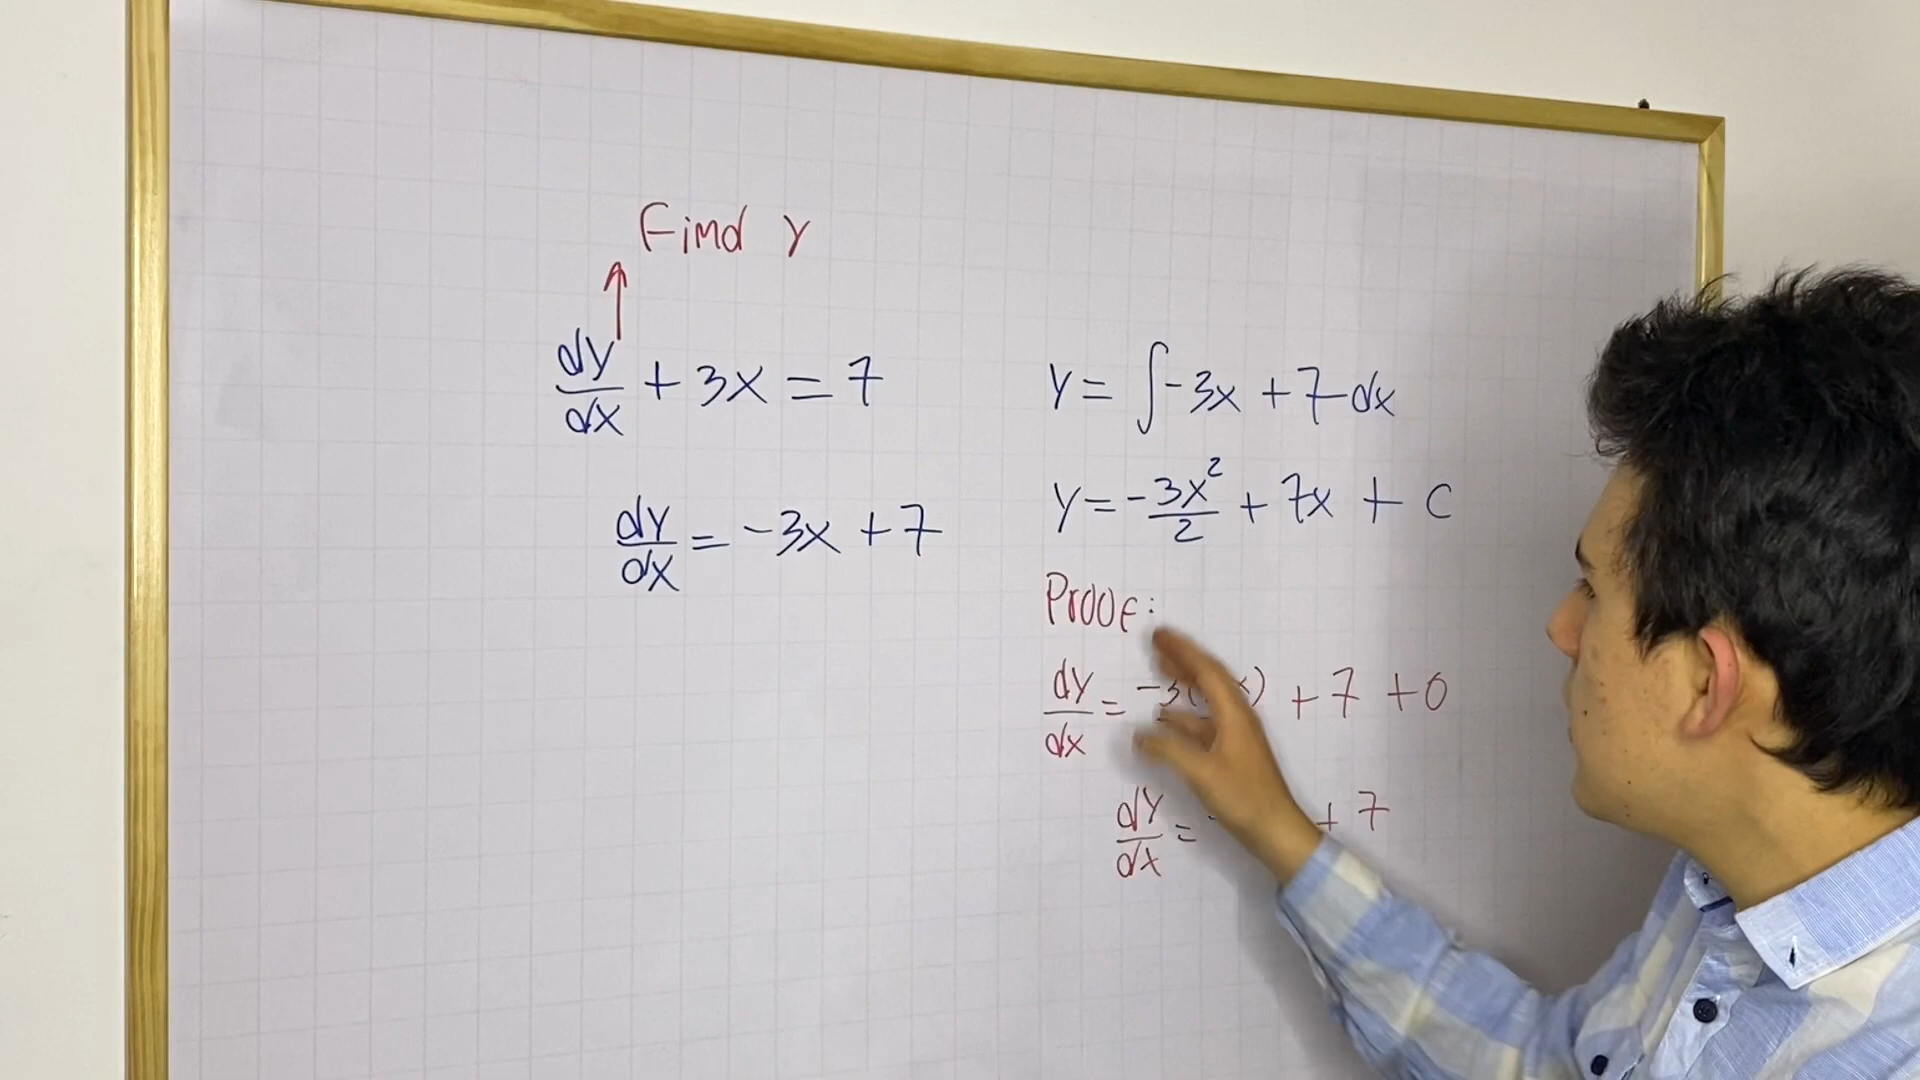 Find y
dy/dx + 3x = 7
dy/dx = -3x + 7
y = ∫-3x + 7 dx
y = -3x²/2 + 7x + c
Proof:
dy/dx = -3( x) + 7 + 0
dy/dx = + 7